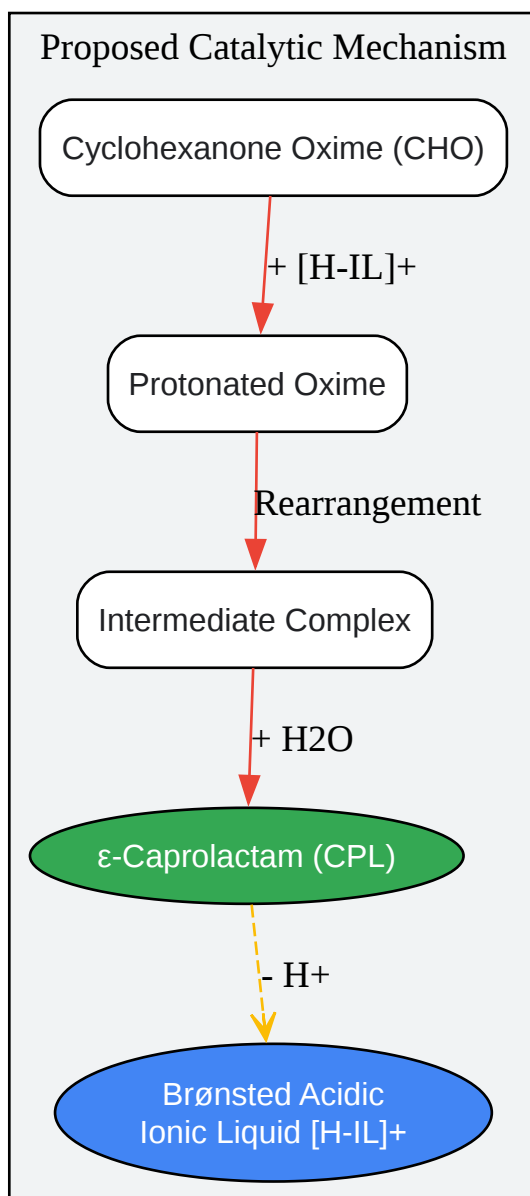 Proposed Catalytic Mechanism
Cyclohexanone Oxime (CHO)
+ [H-IL]+
Protonated Oxime
Rearrangement
Intermediate Complex
+ H2O
ε-Caprolactam (CPL)
- H+
Brønsted Acidic
Ionic Liquid [H-IL]+